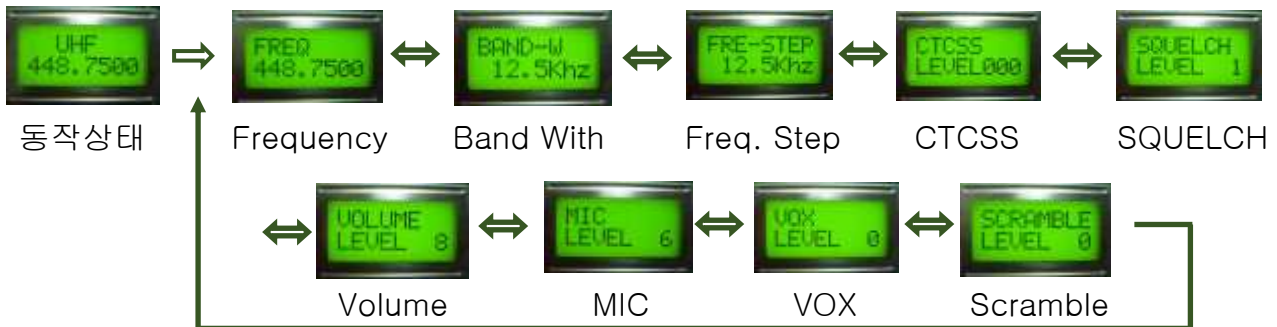 UHF
448.7500
FREQ
448.7500
BAND-W
12.5Khz
FRE-STEP
12.5Khz
CTCSS
LEVEL000
SQUELCH
LEVEL 1
동작상태
Frequency
Band With
Freq. Step
CTCSS
SQUELCH
VOLUME
LEVEL 8
MIC
LEVEL 6
VOX
LEVEL 0
SCRAMBLE
LEVEL 0
Volume
MIC
VOX
Scramble